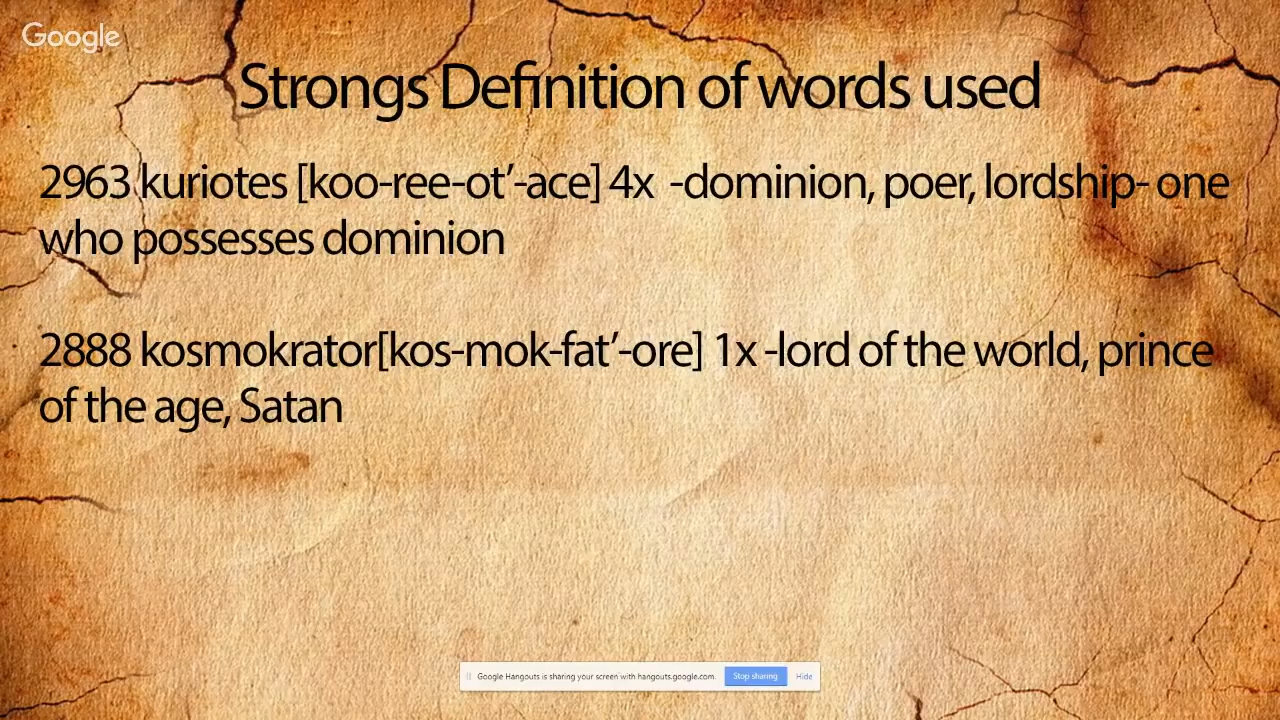 Google
Strongs Definition of words used
2963 kuriotes [koo-ree-ot’-ace] 4x -dominion, poer, lordship- one
who possesses dominion
2888 kosmokrator[kos-mok-fat’-ore] 1x -lord of the world, prince
of the age, Satan
Google Hangouts is sharing your screen with hangouts.google.com. Stop sharing Hide